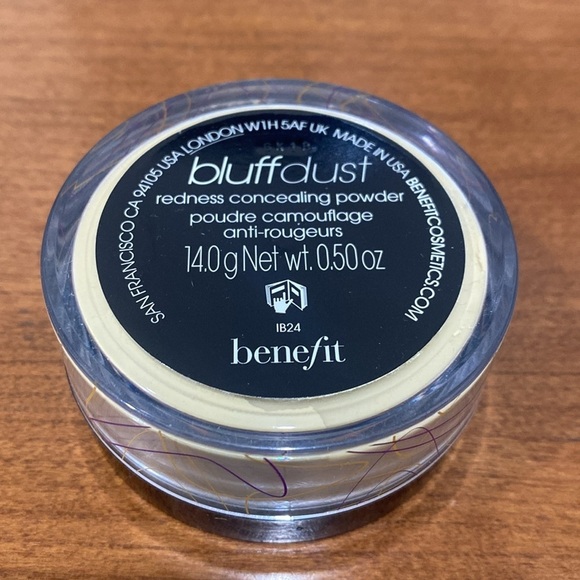 SAN FRANCISCO CA 94105 USA LONDON W1H 5AF UK MADE IN USA BENEFITCOSMETICS.COM
bluffdust
redness concealing powder
poudre camouflage
anti-rougeurs
14.0 g Net wt. 0.50 oz
IB24
benefit